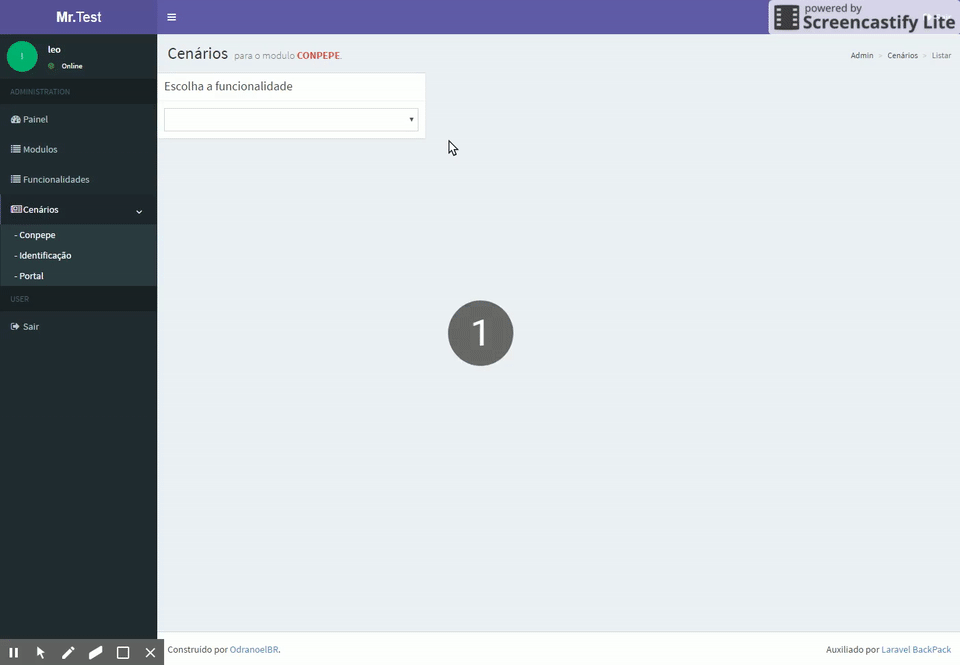 Mr.Test
powered by
Screencastify Lite
l
leo
Online
Cenários para o modulo CONPEPE.
Admin > Cenários > Listar
ADMINISTRATION
Escolha a funcionalidade
Painel
Modulos
Funcionalidades
Cenários
- Conpepe
- Identificação
- Portal
USER
Sair
1
Construído por OdranoelBR.
Auxiliado por Laravel BackPack